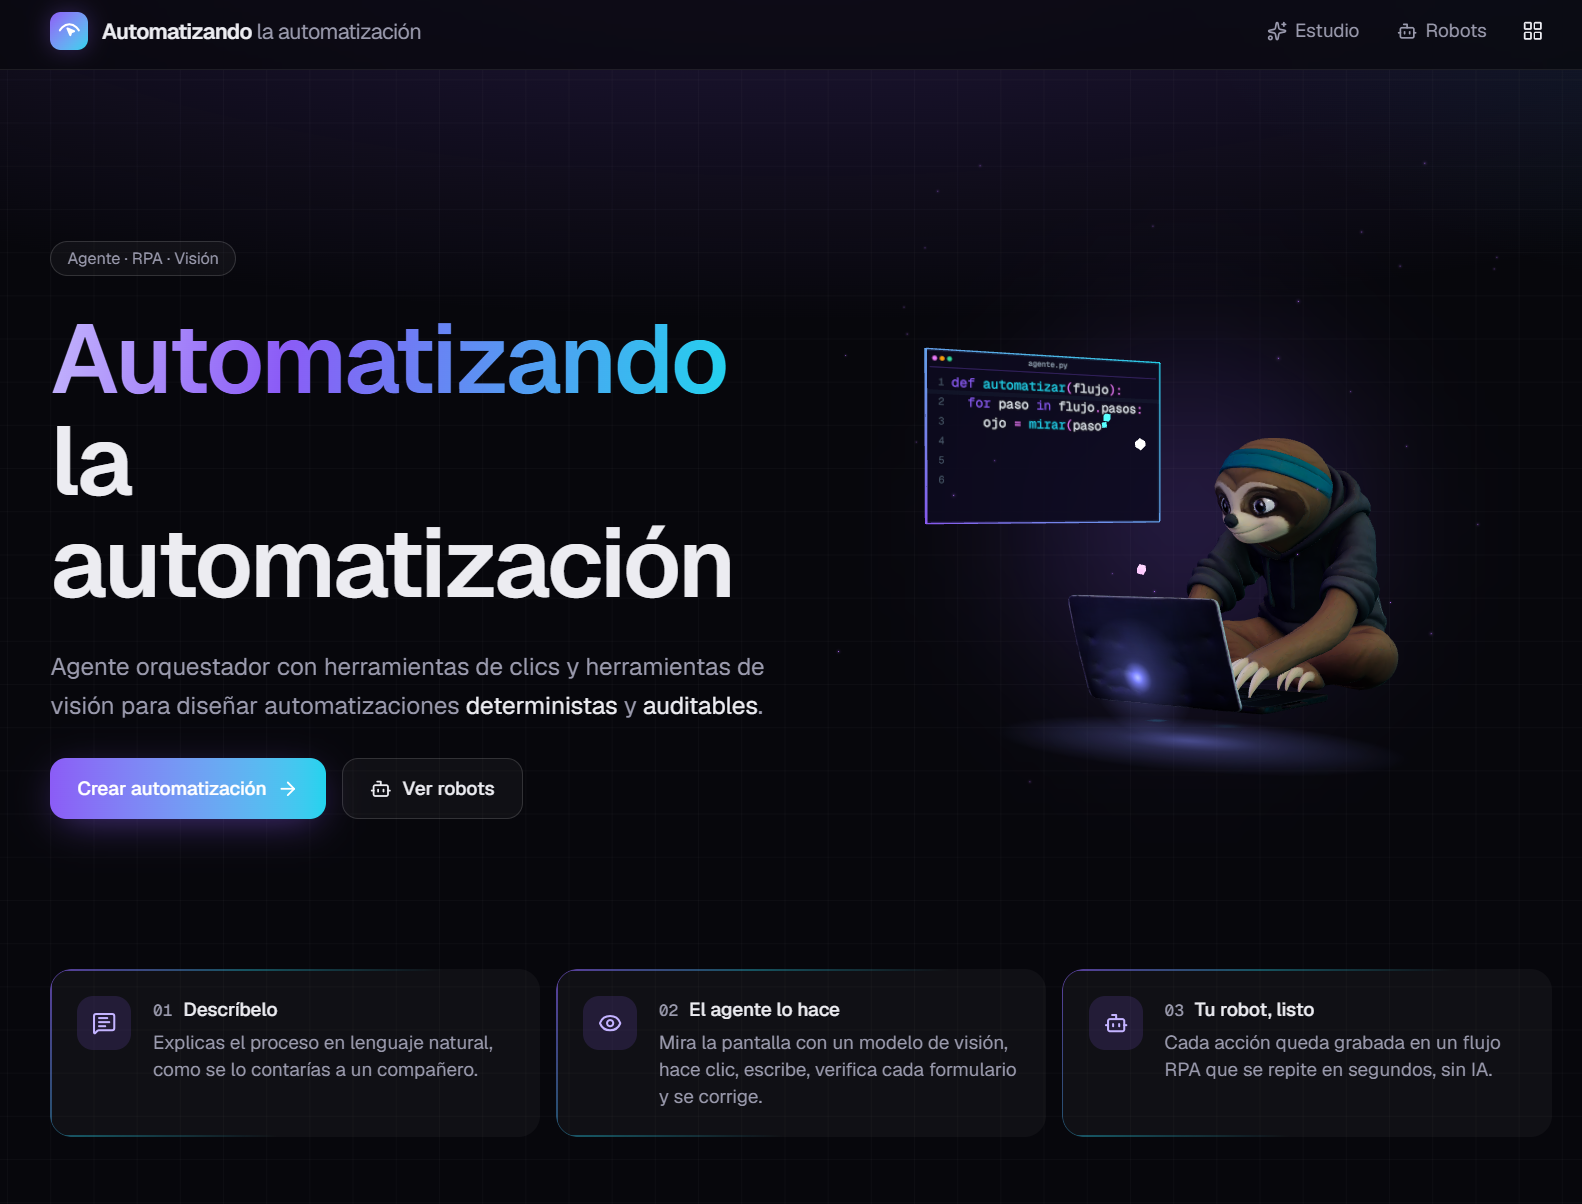 Automatizando la automatización
Estudio
Robots
Agente · RPA · Visión
Automatizando
la
automatización
Agente orquestador con herramientas de clics y herramientas de
visión para diseñar automatizaciones deterministas y auditables.
Crear automatización
Ver robots
agente.py
1 def automatizar(flujo):
2 for paso in flujo.pasos:
3 ojo = mirar(paso
4
5
6
01 Descríbelo
Explicas el proceso en lenguaje natural,
como se lo contarías a un compañero.
02 El agente lo hace
Mira la pantalla con un modelo de visión,
hace clic, escribe, verifica cada formulario
y se corrige.
03 Tu robot, listo
Cada acción queda grabada en un flujo
RPA que se repite en segundos, sin IA.